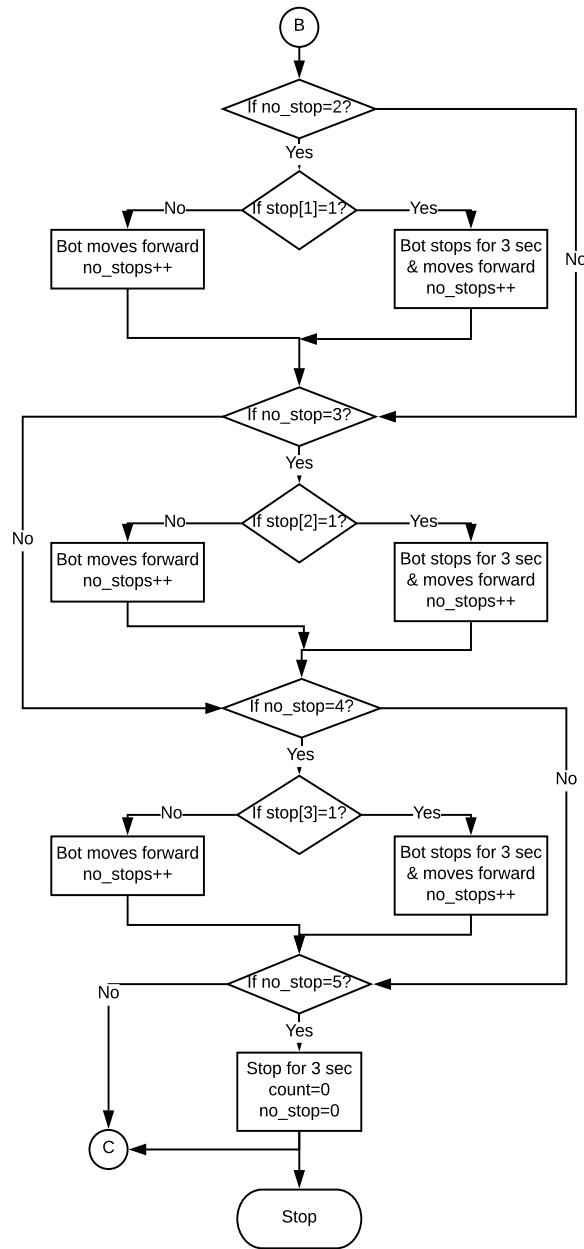 B
If no_stop=2?
Yes
If stop[1]=1?
No
Yes
Bot moves forward
no_stops++
Bot stops for 3 sec
& moves forward
no_stops++
No
If no_stop=3?
Yes
If stop[2]=1?
No
Yes
No
Bot moves forward
no_stops++
Bot stops for 3 sec
& moves forward
no_stops++
If no_stop=4?
Yes
No
If stop[3]=1?
No
Yes
Bot moves forward
no_stops++
Bot stops for 3 sec
& moves forward
no_stops++
If no_stop=5?
No
Yes
Stop for 3 sec
count=0
no_stop=0
C
Stop